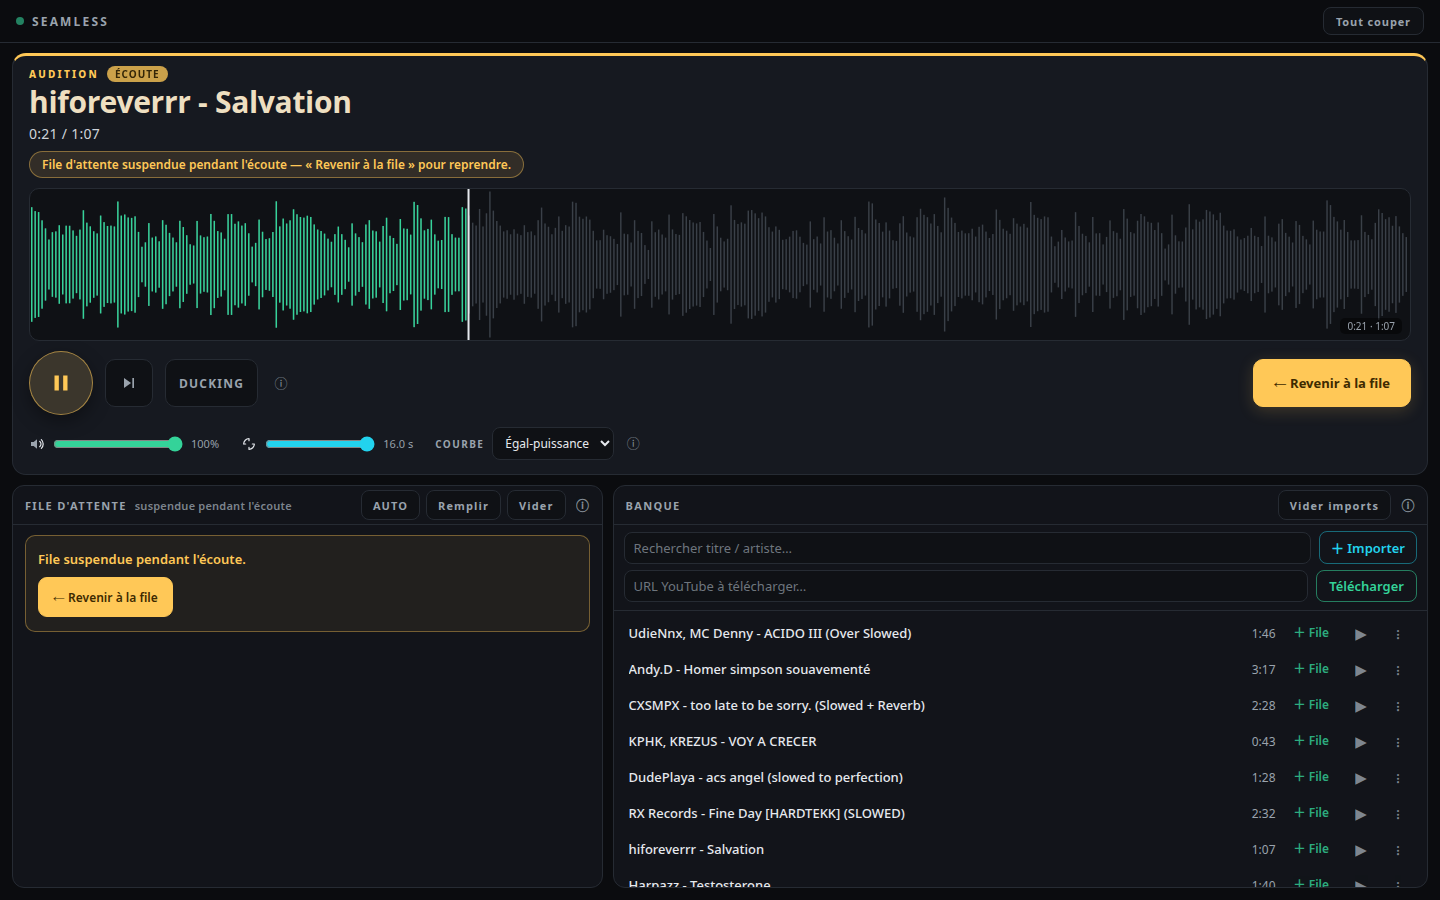 SEAMLESS
Tout couper
AUDITION ÉCOUTE
hiforeverrr - Salvation
0:21 / 1:07
File d'attente suspendue pendant l'écoute — « Revenir à la file » pour reprendre.
0:21 · 1:07
DUCKING
← Revenir à la file
100%
16.0 s
COURBE
Égal-puissance
FILE D'ATTENTE suspendue pendant l'écoute
AUTO
Remplir
Vider
File suspendue pendant l'écoute.
← Revenir à la file
BANQUE
Vider imports
Rechercher titre / artiste...
+ Importer
URL YouTube à télécharger...
Télécharger
UdieNnx, MC Denny - ACIDO III (Over Slowed) 1:46 + File
Andy.D - Homer simpson souavementé 3:17 + File
CXSMPX - too late to be sorry. (Slowed + Reverb) 2:28 + File
KPHK, KREZUS - VOY A CRECER 0:43 + File
DudePlaya - acs angel (slowed to perfection) 1:28 + File
RX Records - Fine Day [HARDTEKK] (SLOWED) 2:32 + File
hiforeverrr - Salvation 1:07 + File
Harpazz - Testosterone 1:40 + File